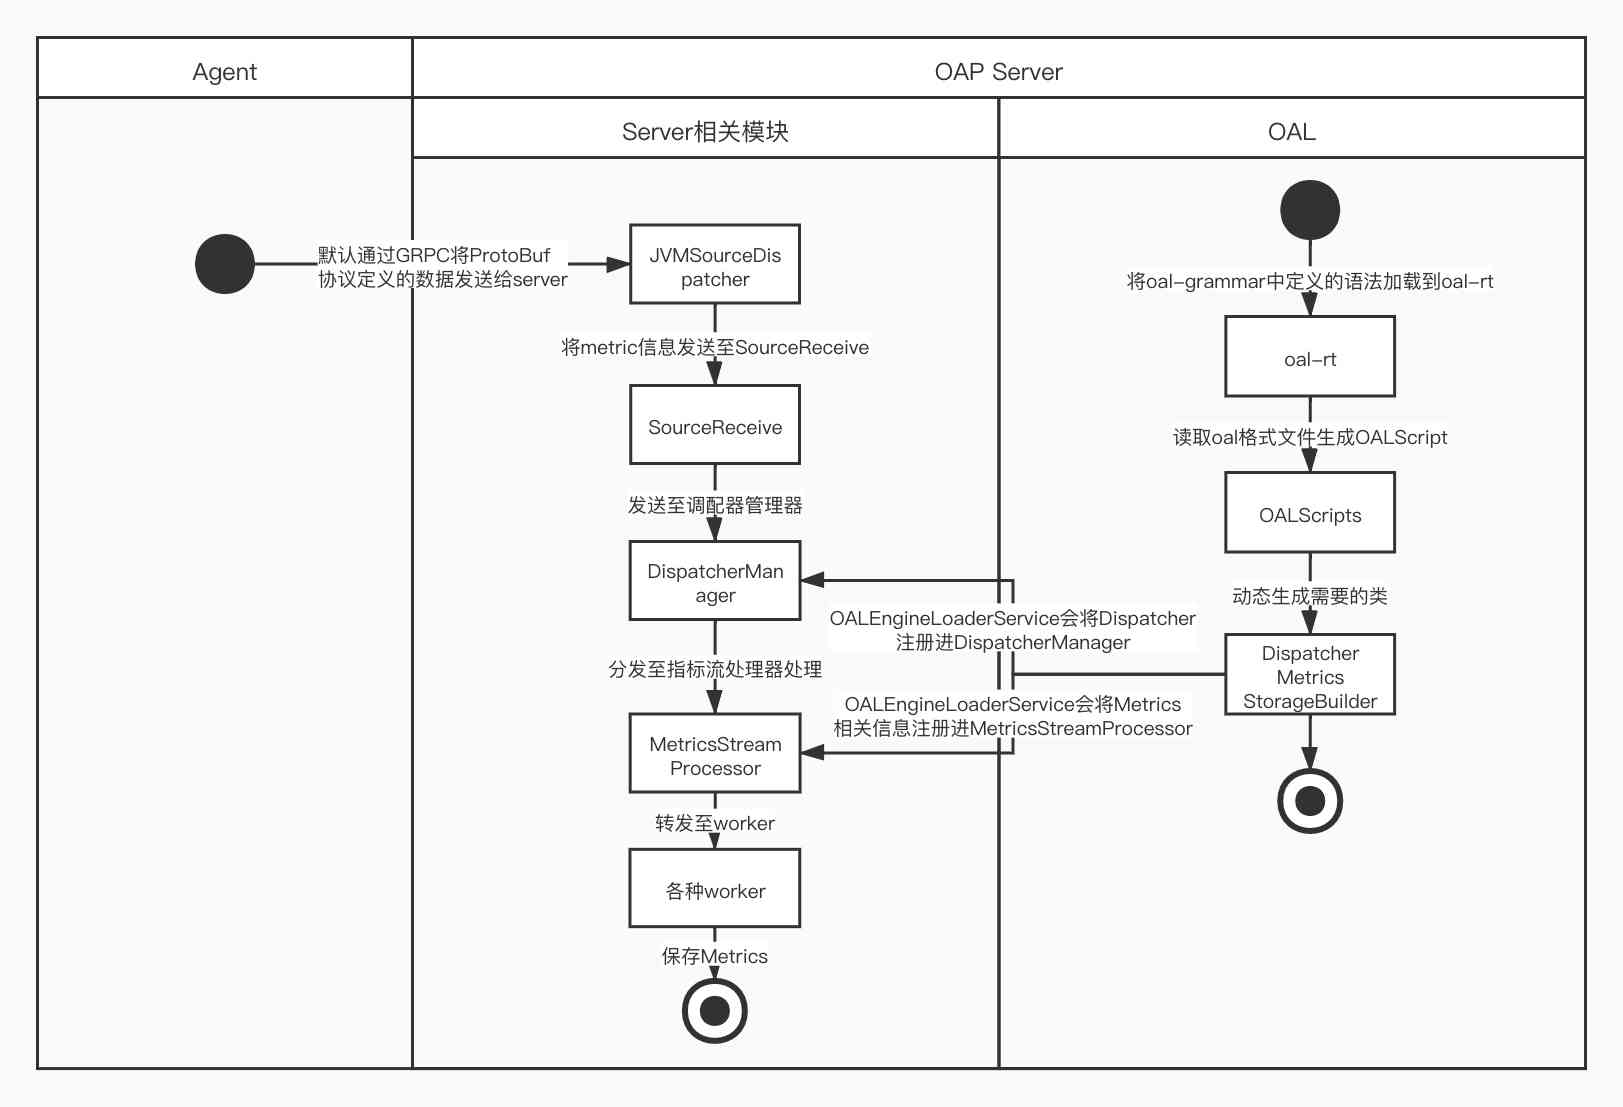 Agent
OAP Server
Server相关模块
OAL
默认通过GRPC将ProtoBuf
协议定义的数据发送给server
JVMSourceDis
patcher
将metric信息发送至SourceReceive
SourceReceive
发送至调配器管理器
DispatcherMan
ager
分发至指标流处理器处理
MetricsStream
Processor
转发至worker
各种worker
保存Metrics
将oal-grammar中定义的语法加载到oal-rt
oal-rt
读取oal格式文件生成OALScript
OALScripts
动态生成需要的类
Dispatcher
Metrics
StorageBuilder
OALEngineLoaderService会将Dispatcher
注册进DispatcherManager
OALEngineLoaderService会将Metrics
相关信息注册进MetricsStreamProcessor